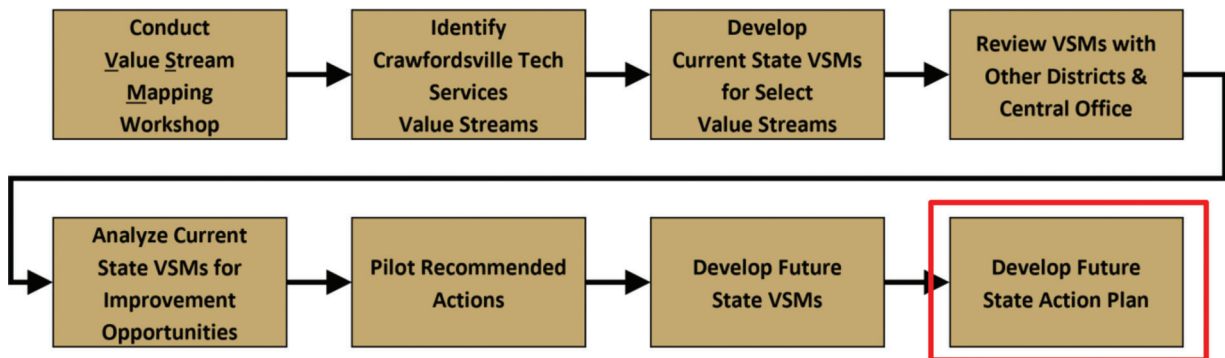 Conduct
Value Stream
Mapping
Workshop
Identify
Crawfordsville Tech
Services
Value Streams
Develop
Current State VSMs
for Select
Value Streams
Review VSMs with
Other Districts &
Central Office
Analyze Current
State VSMs for
Improvement
Opportunities
Pilot Recommended
Actions
Develop Future
State VSMs
Develop Future
State Action Plan